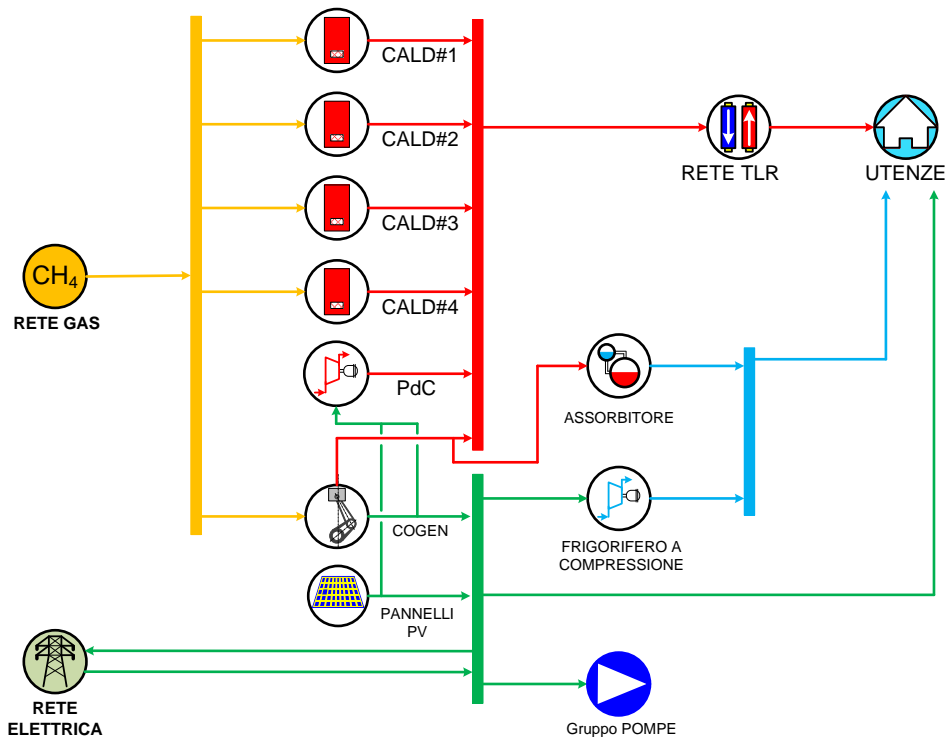 CALD#1
CALD#2
RETE TLR
UTENZE
CALD#3
CH₄
RETE GAS
CALD#4
PdC
ASSORBITORE
COGEN
FRIGORIFERO A
COMPRESSIONE
PANNELLI
PV
RETE
ELETTRICA
Gruppo POMPE